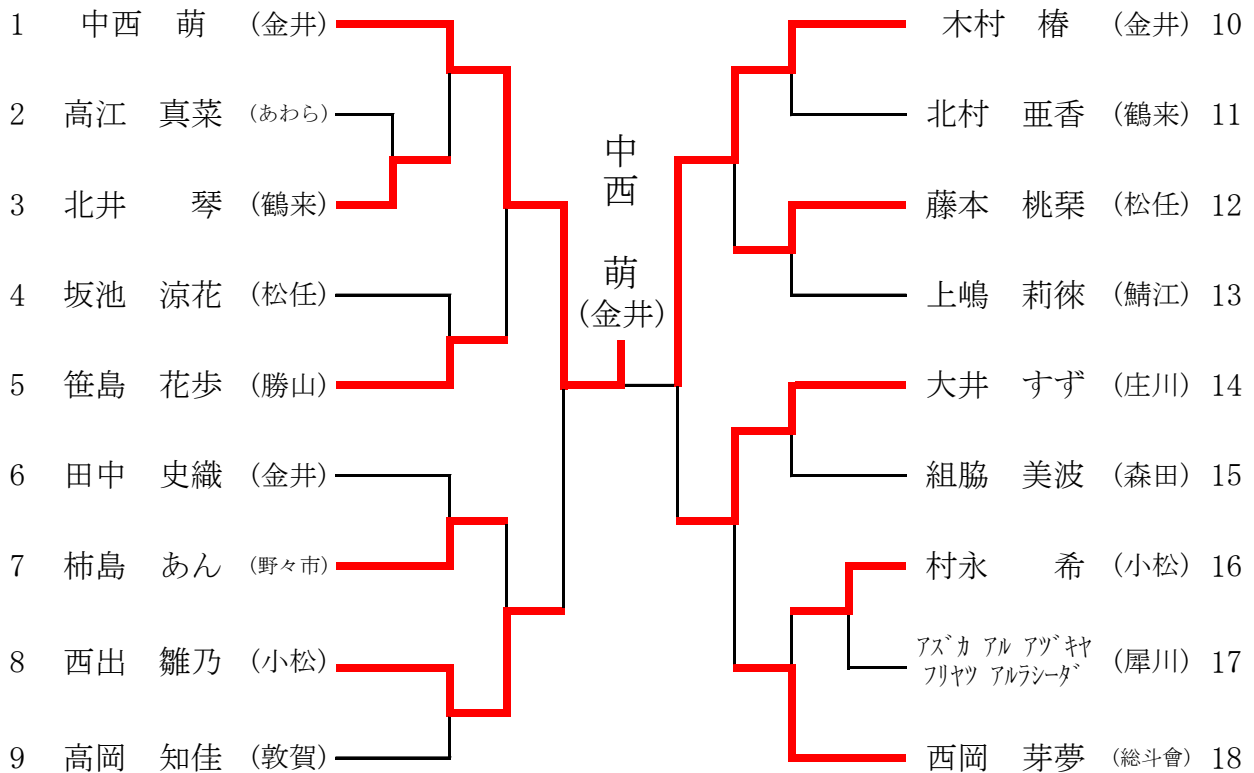 1 中西 萌 (金井)
2 高江 真菜 (あわら)
3 北井 琴 (鶴来)
4 坂池 涼花 (松任)
5 笹島 花歩 (勝山)
6 田中 史織 (金井)
7 柿島 あん (野々市)
8 西出 雛乃 (小松)
9 高岡 知佳 (敦賀)
中西 萌
(金井)
木村 椿 (金井) 10
北村 亜香 (鶴来) 11
藤本 桃栞 (松任) 12
上嶋 莉徠 (鯖江) 13
大井 すず (庄川) 14
組脇 美波 (森田) 15
村永 希 (小松) 16
アズカ アル アヅキヤ
フリヤツ アルラシーダ (犀川) 17
西岡 芽夢 (総斗會) 18